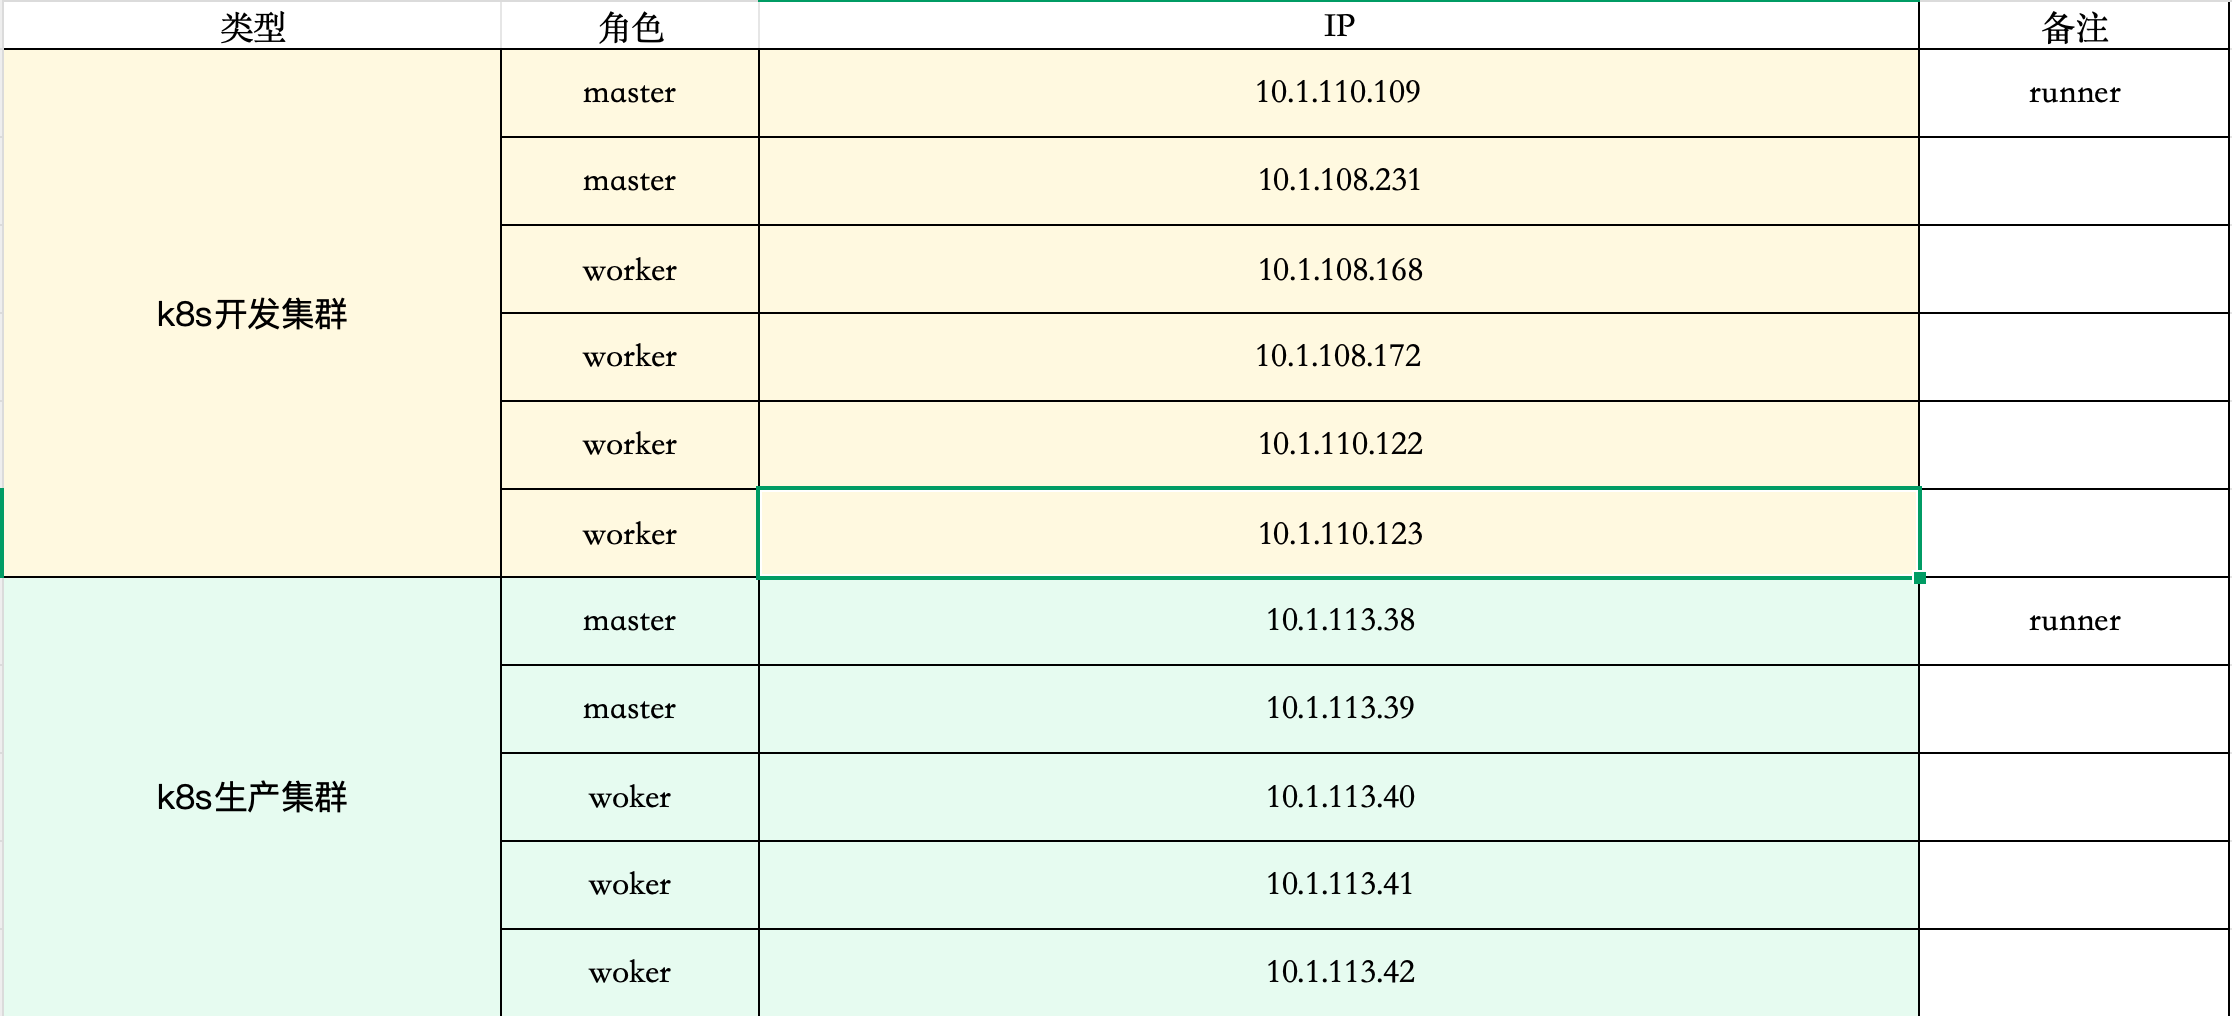 类型 角色 IP 备注
k8s开发集群 master 10.1.110.109 runner
master 10.1.108.231
worker 10.1.108.168
worker 10.1.108.172
worker 10.1.110.122
worker 10.1.110.123
k8s生产集群 master 10.1.113.38 runner
master 10.1.113.39
woker 10.1.113.40
woker 10.1.113.41
woker 10.1.113.42